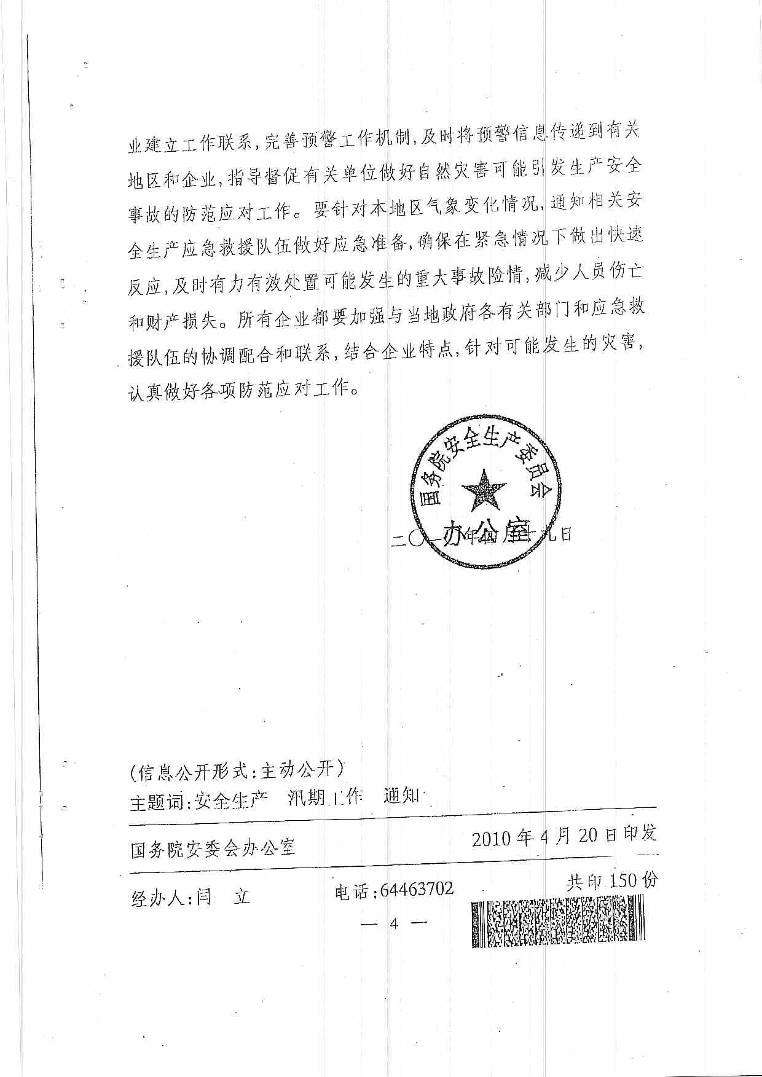 业建立工作联系,完善预警工作机制,及时将预警信息传递到有关
地区和企业,指导督促有关单位做好自然灾害可能引发生产安全
事故的防范应对工作。要针对本地区气象变化情况,通知相关安
全生产应急救援队伍做好应急准备,确保在紧急情况下做出快速
反应,及时有力有效处置可能发生的重大事故险情,减少人员伤亡
和财产损失。所有企业都要加强与当地政府各有关部门和应急救
援队伍的协调配合和联系,结合企业特点,针对可能发生的灾害,
认真做好各项防范应对工作。
国务院安全生产委员会
办公室
二〇一〇年四月十九日
(信息公开形式:主动公开)
主题词:安全生产 汛期工作 通知
国务院安委会办公室 2010年4月20日印发
经办人:闫 立 电话:64463702 共印150份
— 4 —